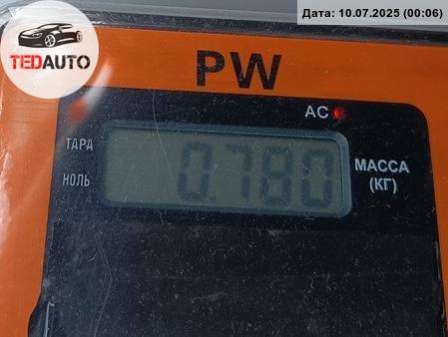 Дата: 10.07.2025 (00:06)
TEDAUTO
PW
AC
ТАРА
НОЛЬ
0.780
МАССА
(КГ)